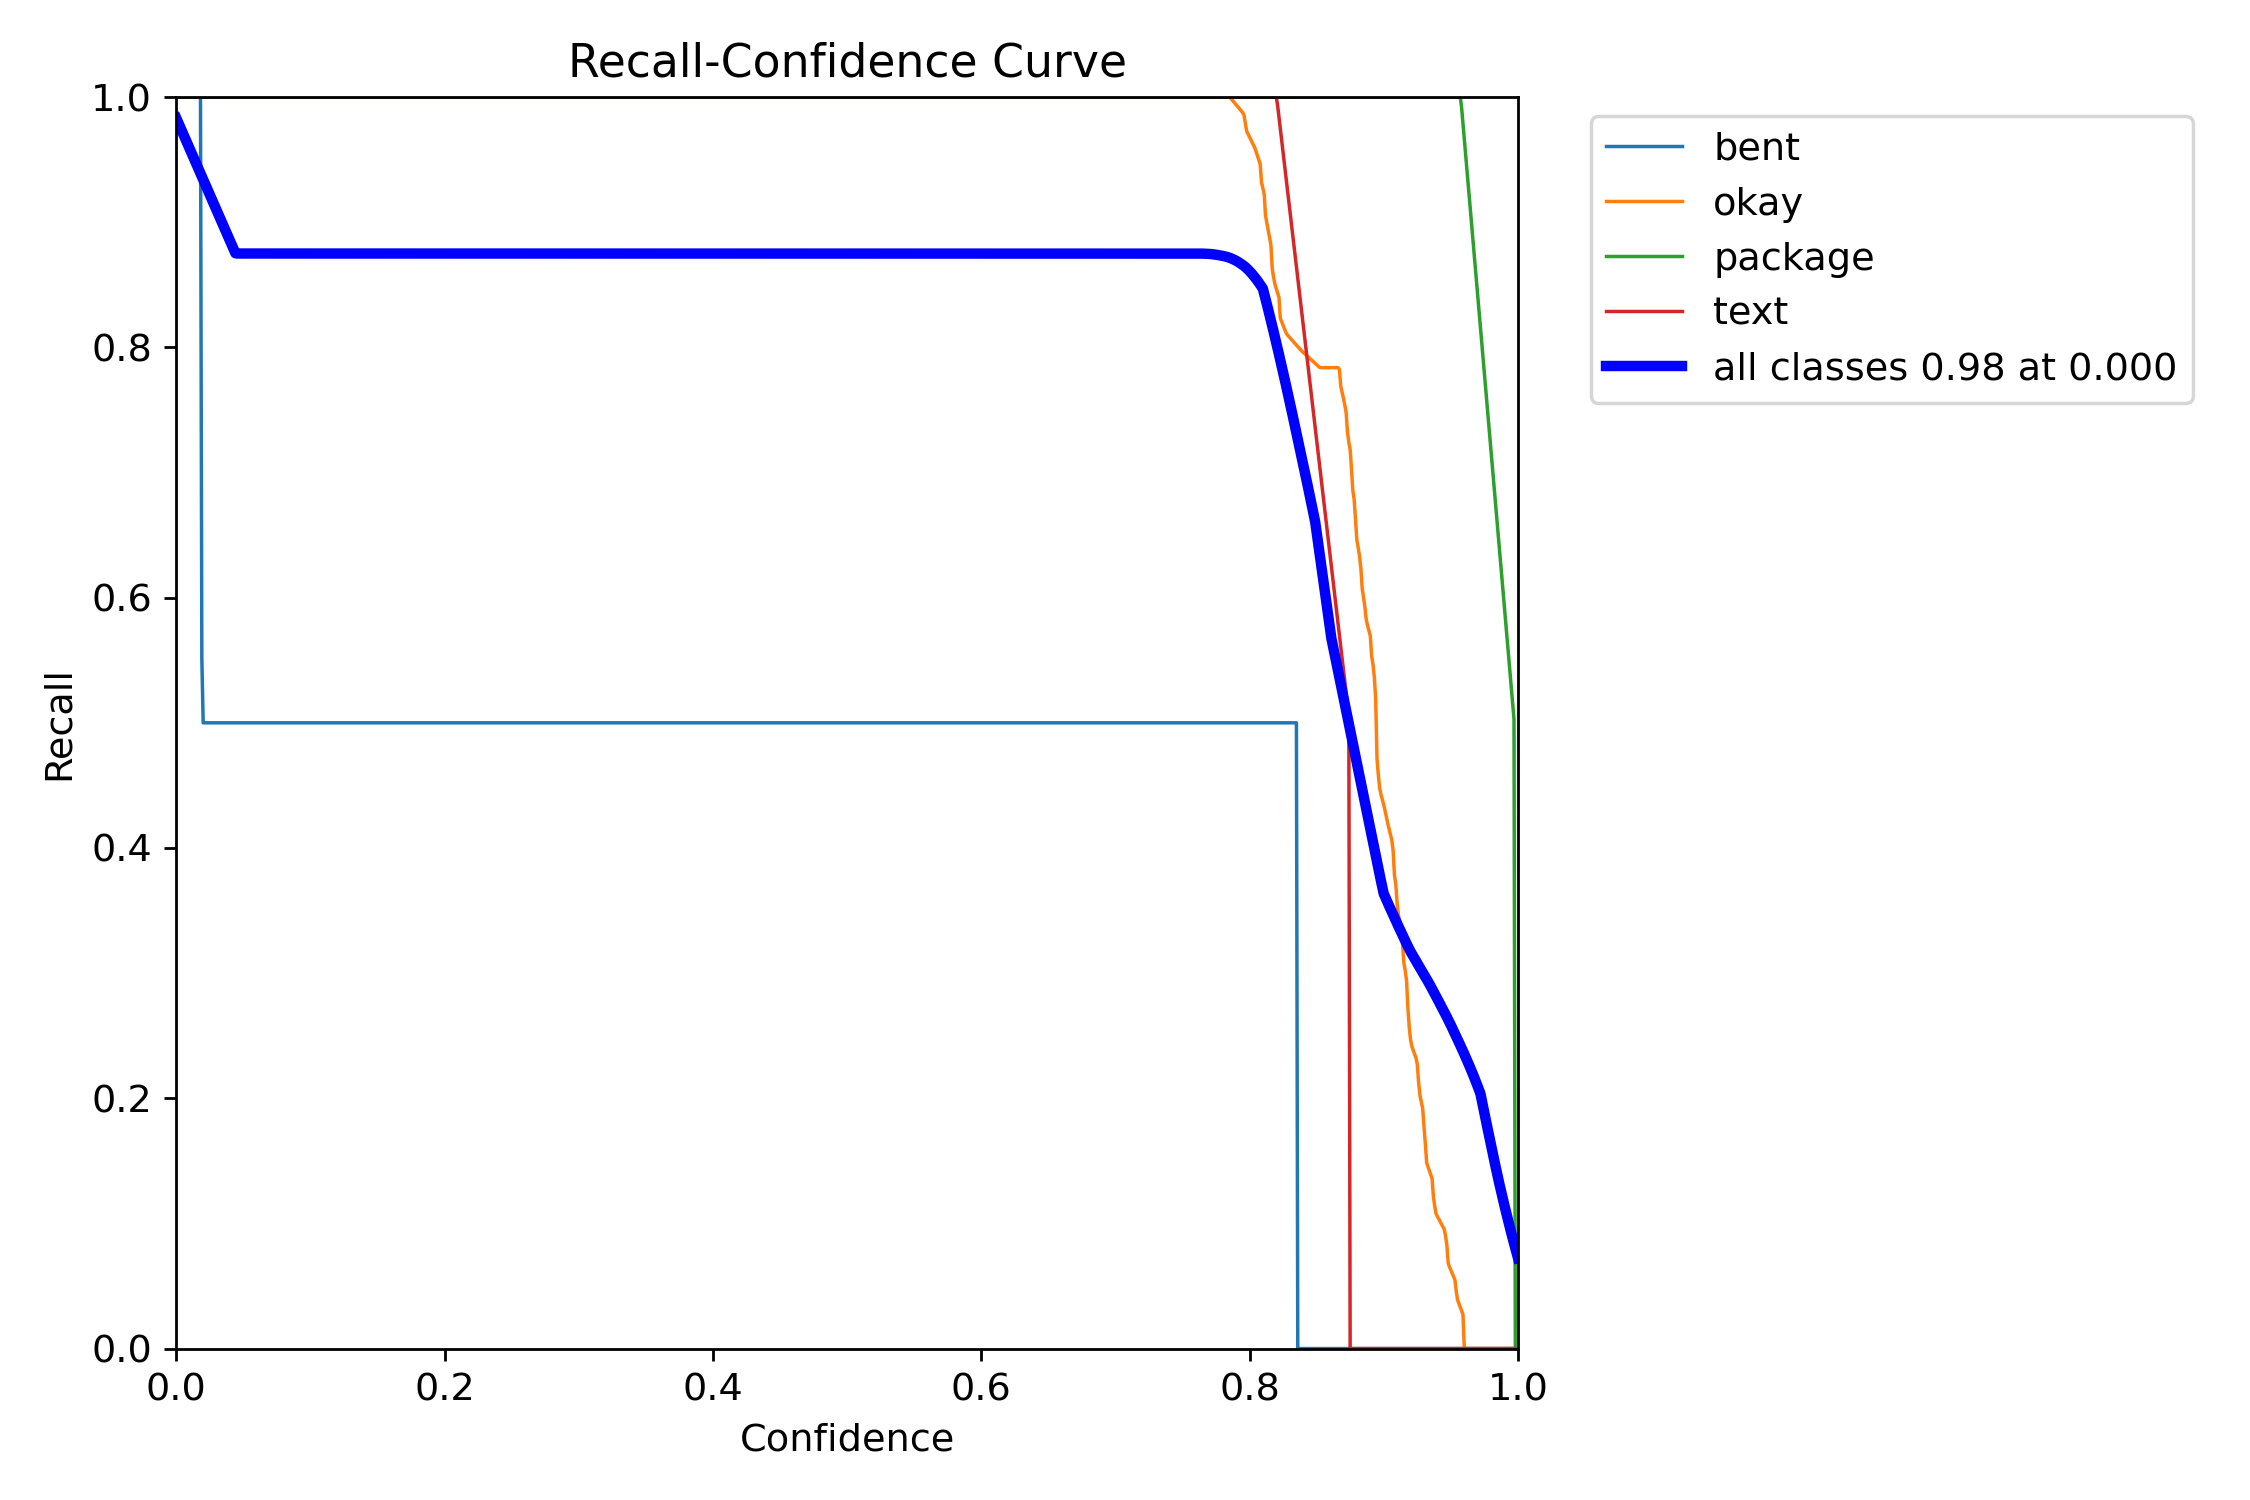 Recall-Confidence Curve
1.0
0.8
0.6
0.4
0.2
0.0
Recall
0.0 0.2 0.4 0.6 0.8 1.0
Confidence
bent
okay
package
text
all classes 0.98 at 0.000